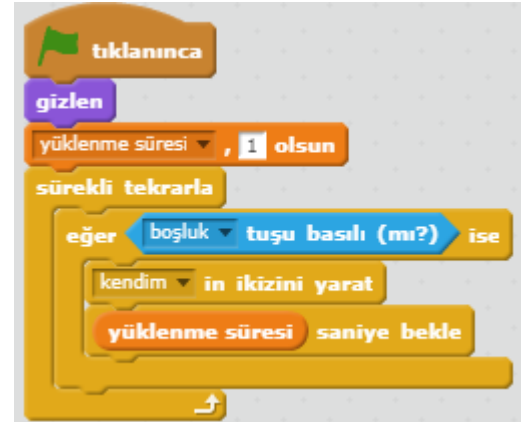 tıklanınca
gizlen
yüklenme süresi , 1 olsun
sürekli tekrarla
eğer boşluk tuşu basılı (mı?) ise
kendim in ikizini yarat
yüklenme süresi saniye bekle